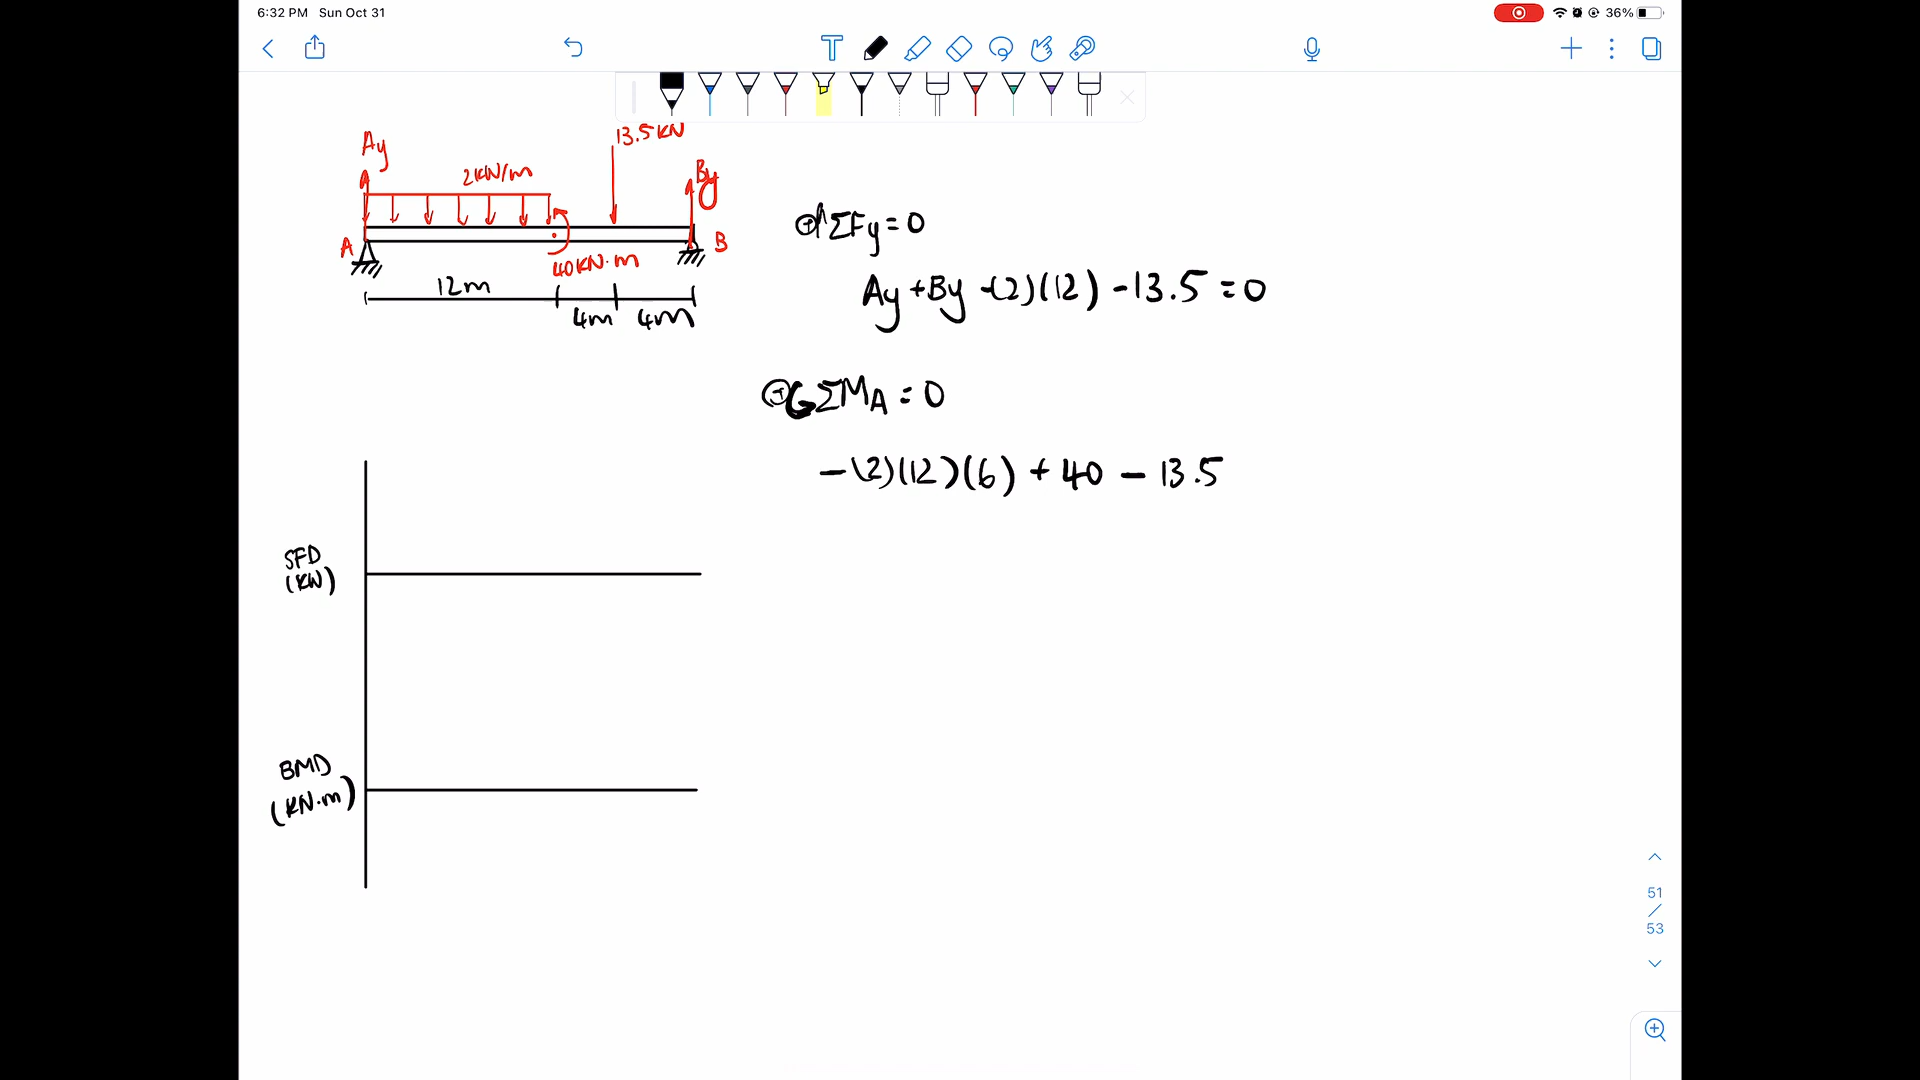 6:32 PM Sun Oct 31
36%
T
13.5KN
Ay
2KN/m
By
A
B
40KN·m
12m
4m 4m
+↑ΣFy=0
Ay+By-(2)(12)-13.5=0
+↺ΣMA=0
-(2)(12)(6)+40-13.5
SFD
(KN)
BMD
(KN·m)
51
/
53